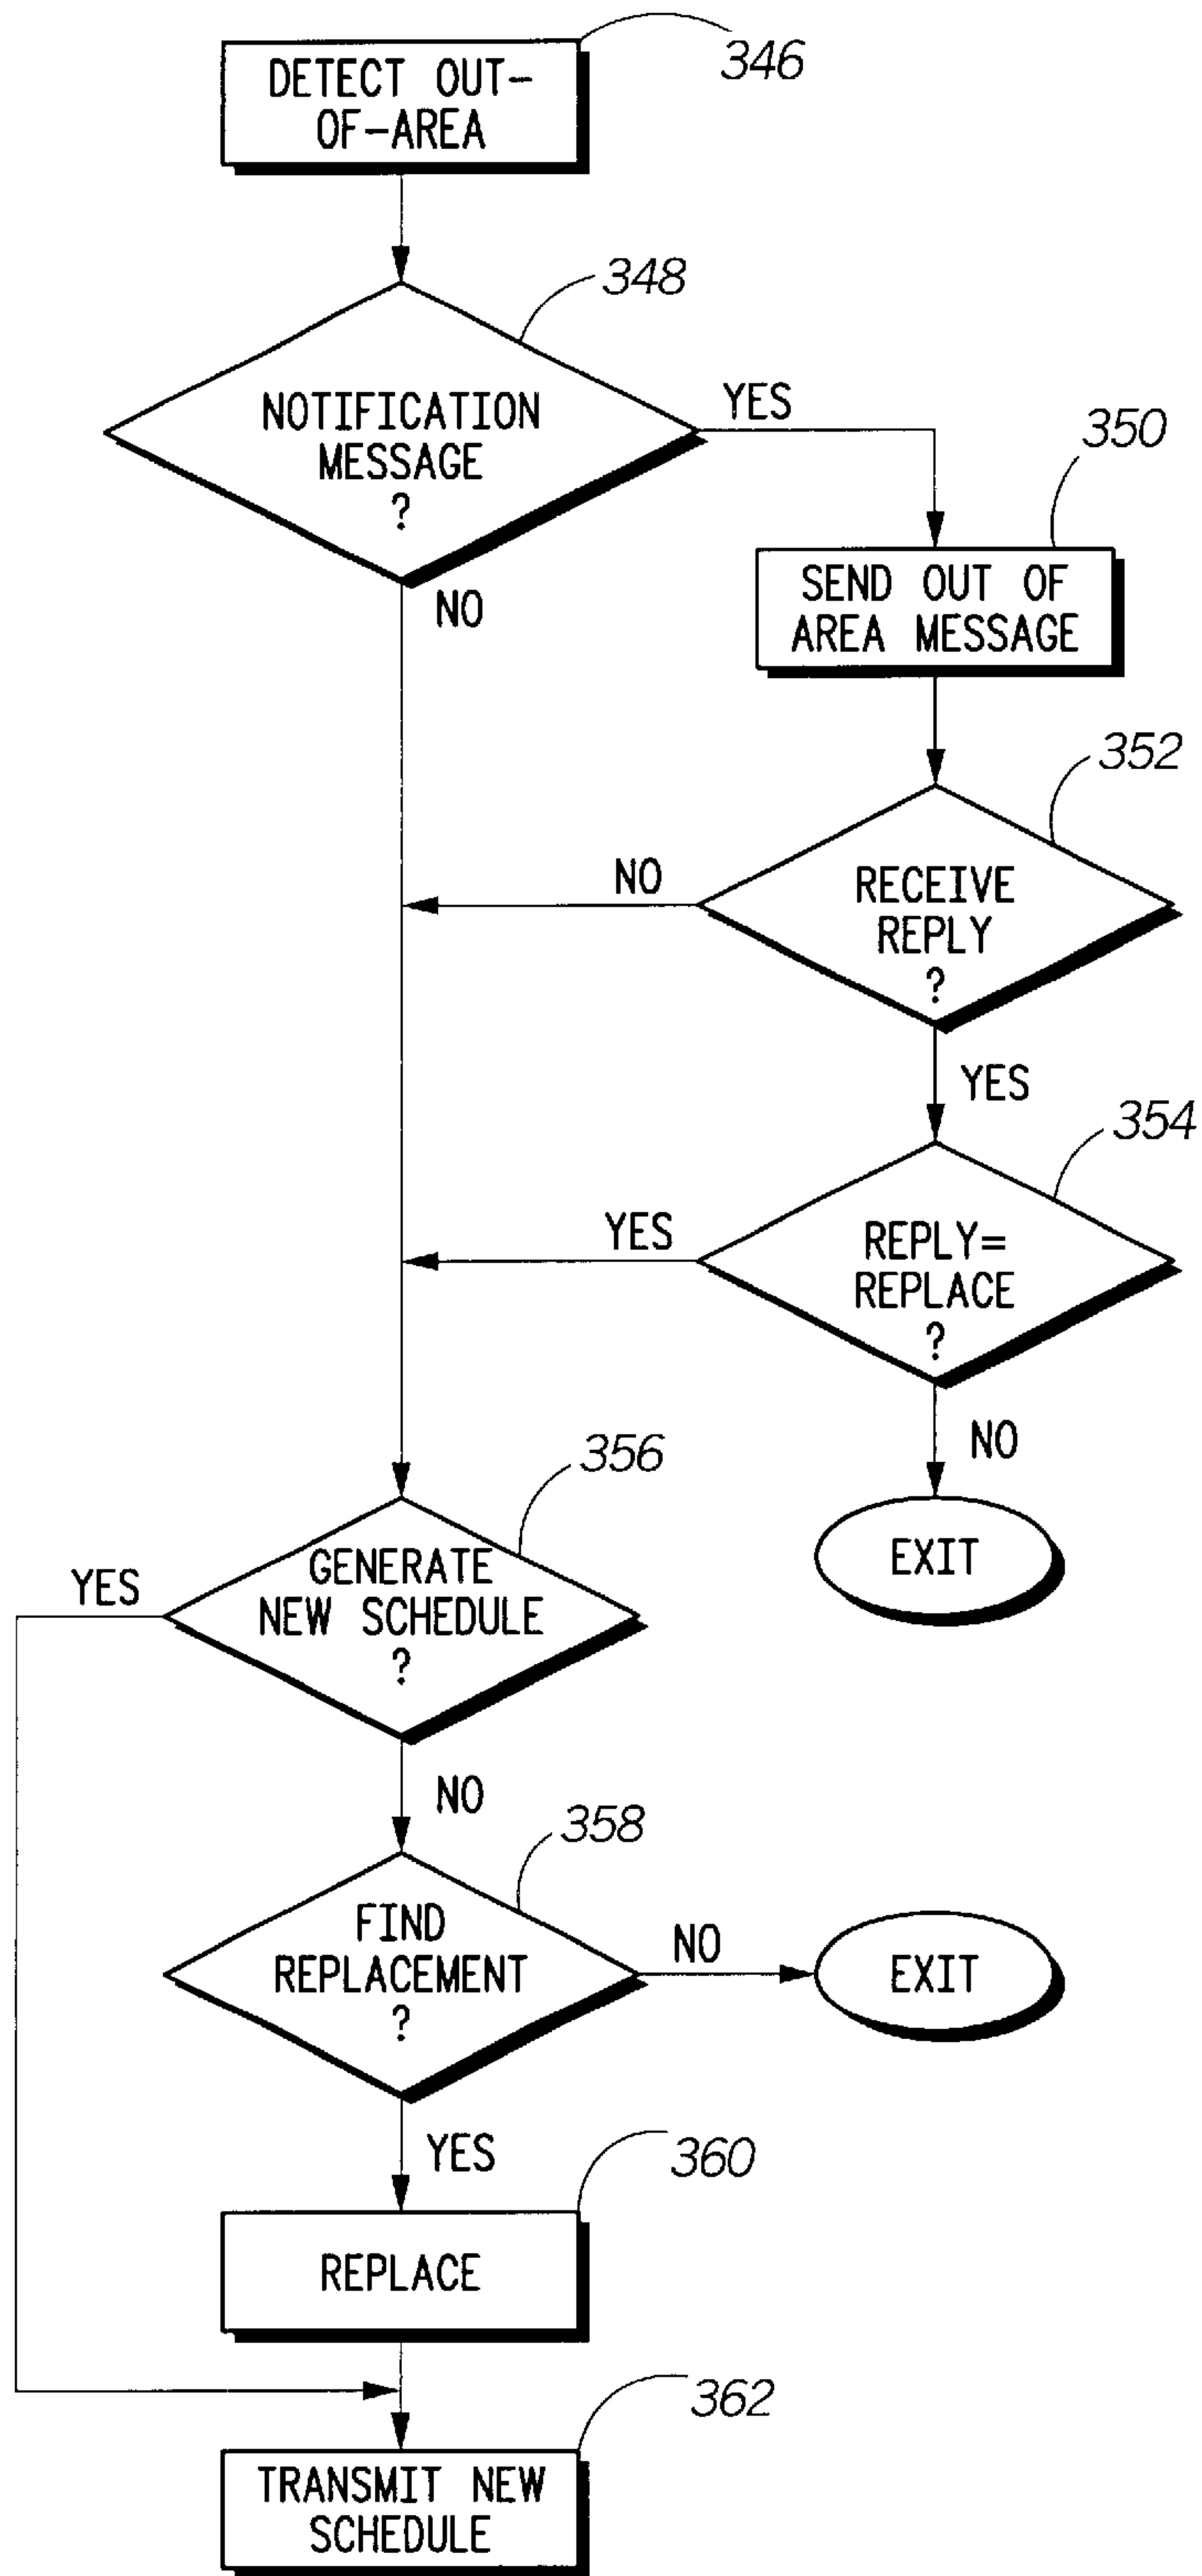 346
DETECT OUT-
OF-AREA
348
NOTIFICATION
MESSAGE
?
YES
NO
350
SEND OUT OF
AREA MESSAGE
352
RECEIVE
REPLY
?
NO
YES
354
REPLY=
REPLACE
?
YES
NO
EXIT
356
GENERATE
NEW SCHEDULE
?
YES
NO
358
FIND
REPLACEMENT
?
NO
EXIT
YES
360
REPLACE
362
TRANSMIT NEW
SCHEDULE